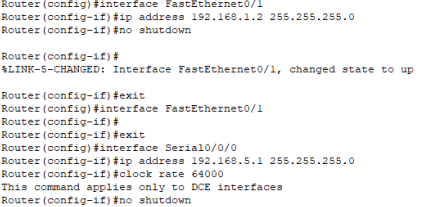 Router(config)#interface FastEthernet0/1
Router(config-if)#ip address 192.168.1.2 255.255.255.0
Router(config-if)#no shutdown
Router(config-if)#
%LINK-5-CHANGED: Interface FastEthernet0/1, changed state to up
Router(config-if)#exit
Router(config)#interface FastEthernet0/1
Router(config-if)#
Router(config-if)#exit
Router(config)#interface Serial0/0/0
Router(config-if)#ip address 192.168.5.1 255.255.255.0
Router(config-if)#clock rate 64000
This command applies only to DCE interfaces
Router(config-if)#no shutdown